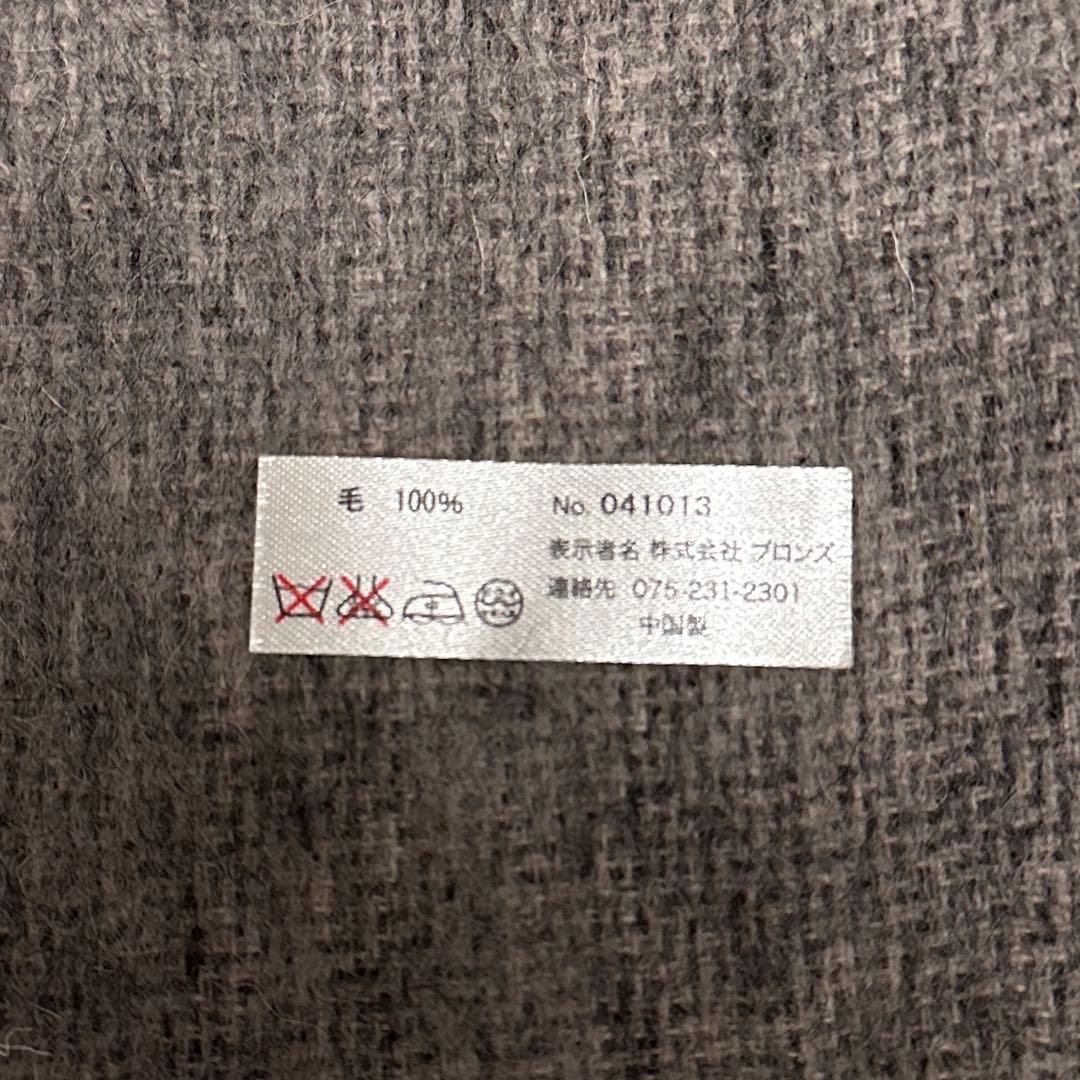 毛 100%
No. 041013
表示者名 株式会社 ブロンズ
連絡先 075-231-2301
中国製